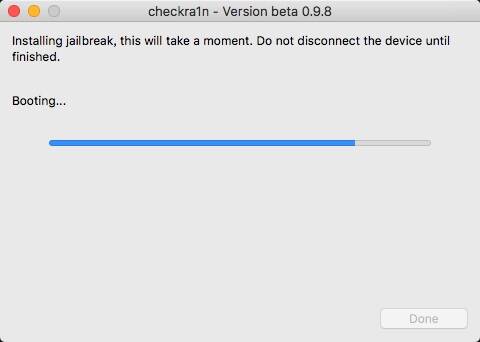 checkra1n - Version beta 0.9.8
Installing jailbreak, this will take a moment. Do not disconnect the device until
finished.
Booting...
Done